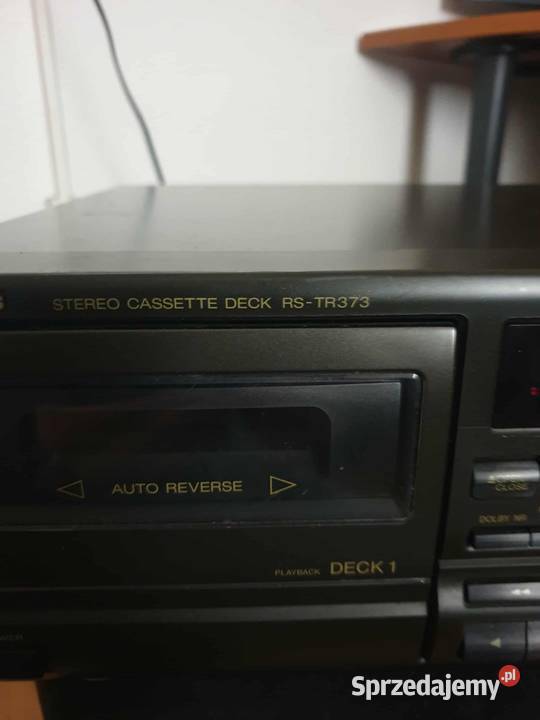 STEREO CASSETTE DECK RS-TR373
AUTO REVERSE
CLOSE
DOLBY NR
PLAYBACK DECK 1
Sprzedajemy.pl